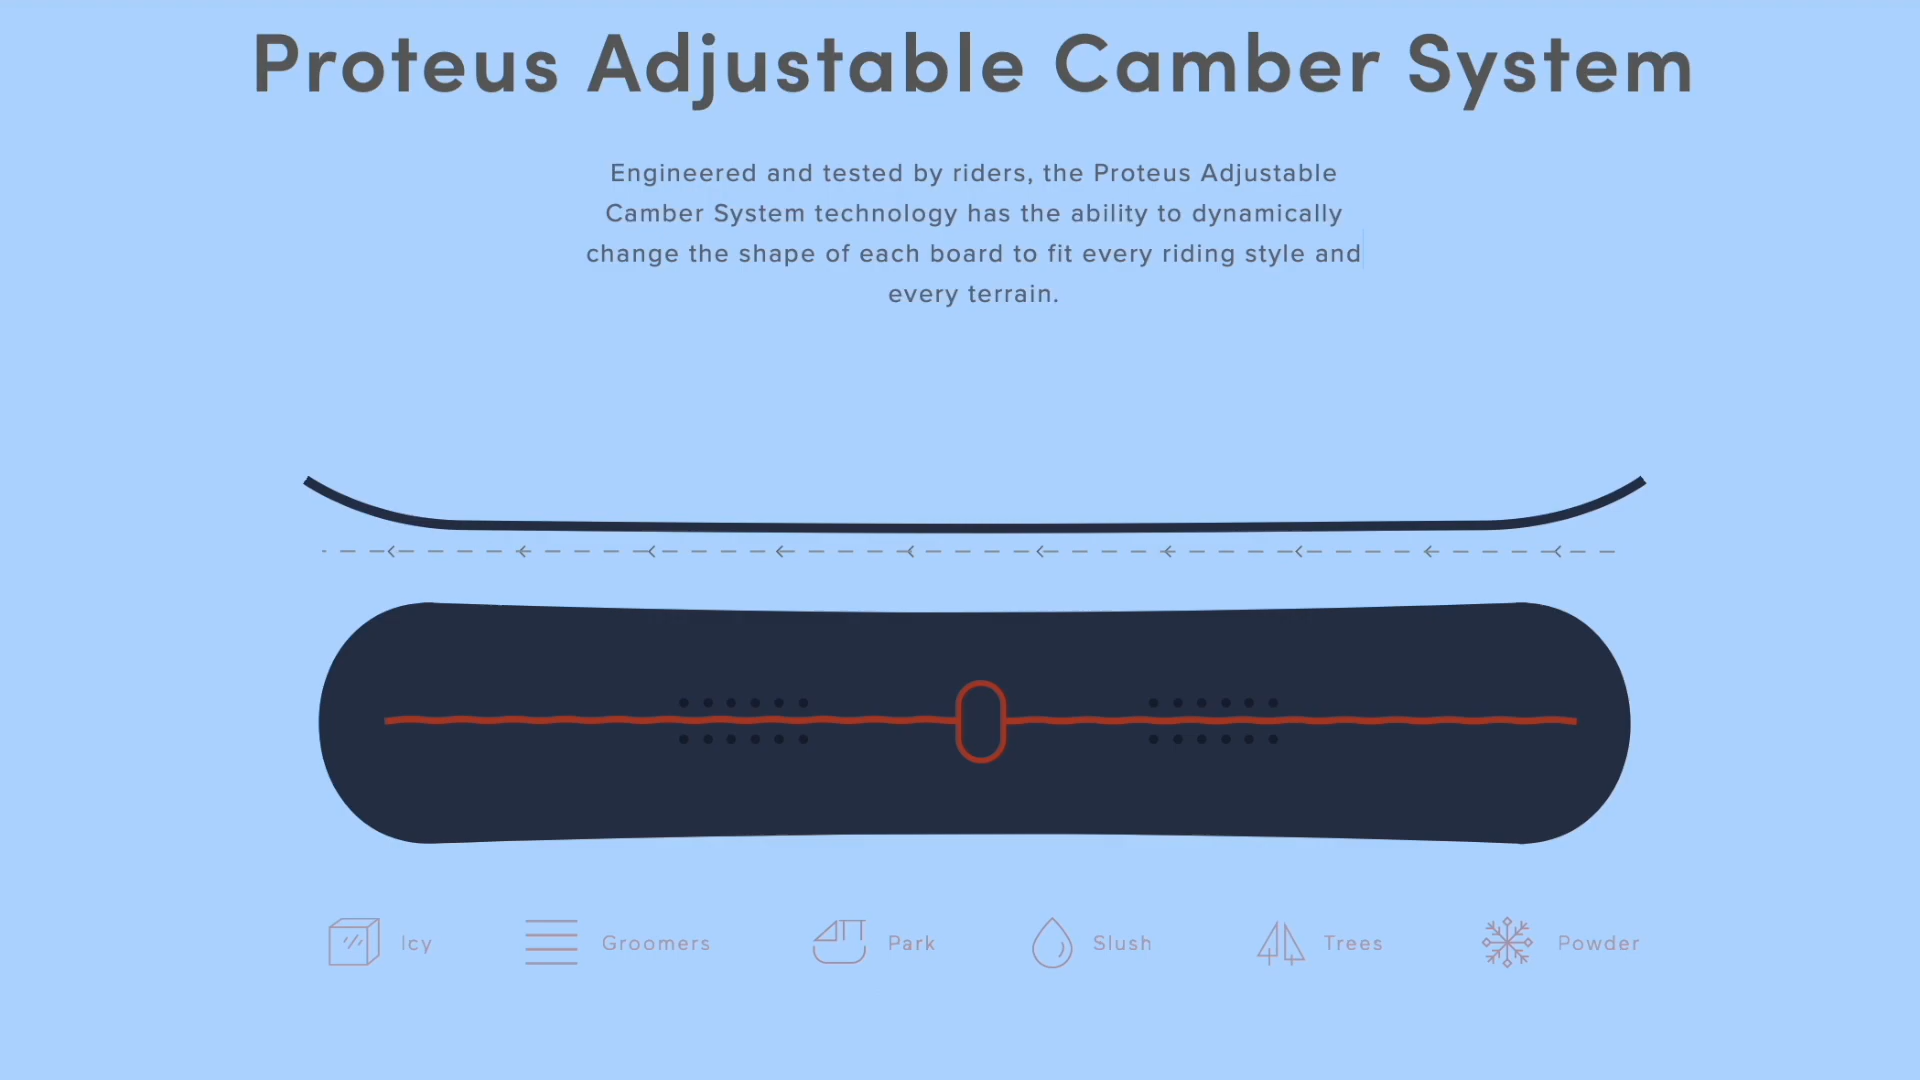 Proteus Adjustable Camber System
Engineered and tested by riders, the Proteus Adjustable
Camber System technology has the ability to dynamically
change the shape of each board to fit every riding style and
every terrain.
Icy
Groomers
Park
Slush
Trees
Powder